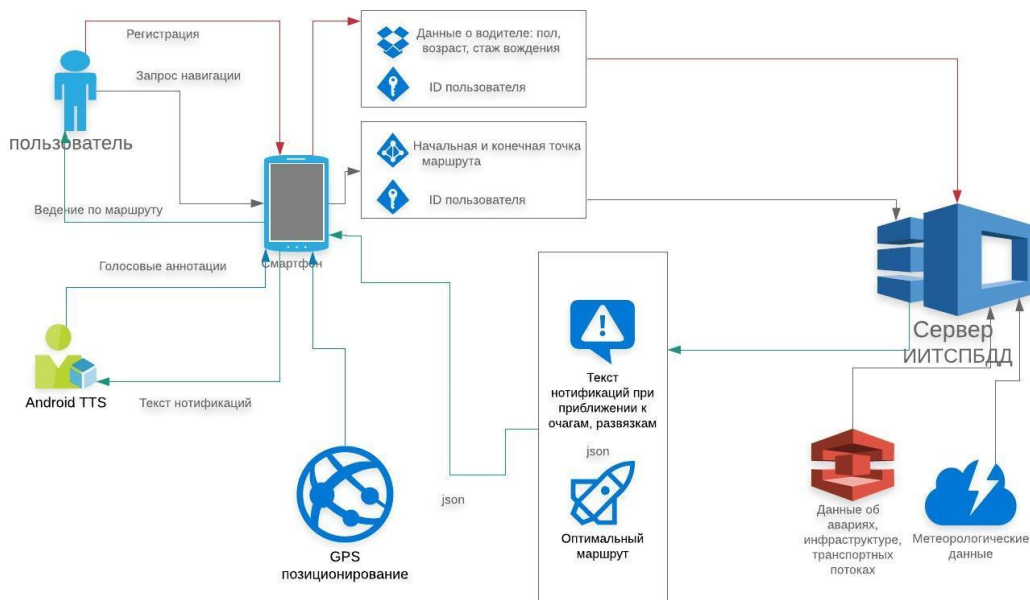 Регистрация
Запрос навигации
пользователь
Ведение по маршруту
Голосовые аннотации
Смартфон
Android TTS
Текст нотификаций
GPS
позиционирование
Данные о водителе: пол,
возраст, стаж вождения
ID пользователя
Начальная и конечная точка
маршрута
ID пользователя
json
Текст
нотификаций при
приближении к
очагам, развязкам
json
Оптимальный
маршрут
Сервер
ИИТСПБДД
Данные об
авариях,
инфраструктуре,
транспортных
потоках
Метеорологические
данные